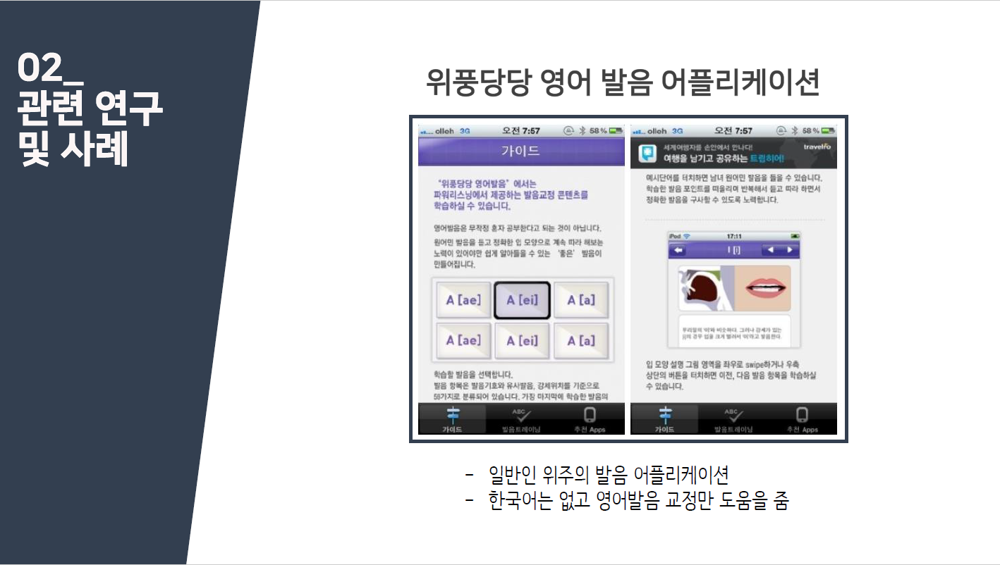 02_
관련 연구
및 사례
위풍당당 영어 발음 어플리케이션
olleh 3G 오전 7:57 58%
가이드
“위풍당당 영어발음”에서는
파워리스닝에서 제공하는 발음교정 콘텐츠를
학습하실 수 있습니다.
영어발음은 무작정 혼자 공부한다고 되는 것이 아닙니다.
원어민 발음을 듣고 정확한 입 모양으로 계속 따라 해보는
노력이 있어야만 쉽게 알아들을 수 있는 ‘좋은’ 발음이
만들어집니다.
A [ae] A [ei] A [a]
A [ae] A [ei] A [a]
학습할 발음을 선택합니다.
발음 항목은 발음기호와 유사발음, 강세위치를 기준으로
56가지로 분류되어 있습니다. 가장 마지막에 학습한 발음의
가이드 ABC 발음트레이닝 추천 Apps
olleh 3G 오전 7:57 58%
세계여행자를 손안에서 만나다!
여행을 남기고 공유하는 트립히어!
travelro
예시단어를 터치하면 남녀 원어민 발음을 들을 수 있습니다.
학습한 발음 포인트를 떠올리며 반복해서 듣고 따라 하면서
정확한 발음을 구사할 수 있도록 노력합니다.
iPod 17:11
I [i]
우리말의 '이'와 비슷하다. 그러나 강세가 있는
[i]의 경우 입을 크게 벌려서 '이'라고 발음한다.
입 모양 설명 그림 영역을 좌우로 swipe하거나 우측
상단의 버튼을 터치하면 이전, 다음 발음 항목을 학습하실
수 있습니다.
가이드 ABC 발음트레이닝 추천 Apps
- 일반인 위주의 발음 어플리케이션
- 한국어는 없고 영어발음 교정만 도움을 줌